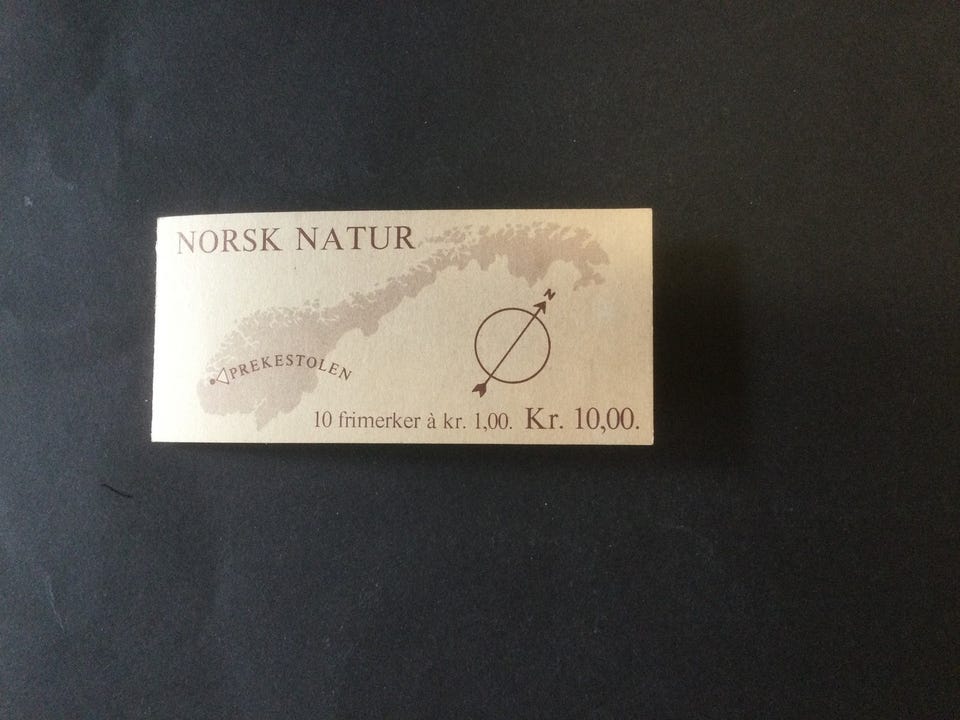 NORSK NATUR
N
PREKESTOLEN
10 frimerker à kr. 1,00. Kr. 10,00.